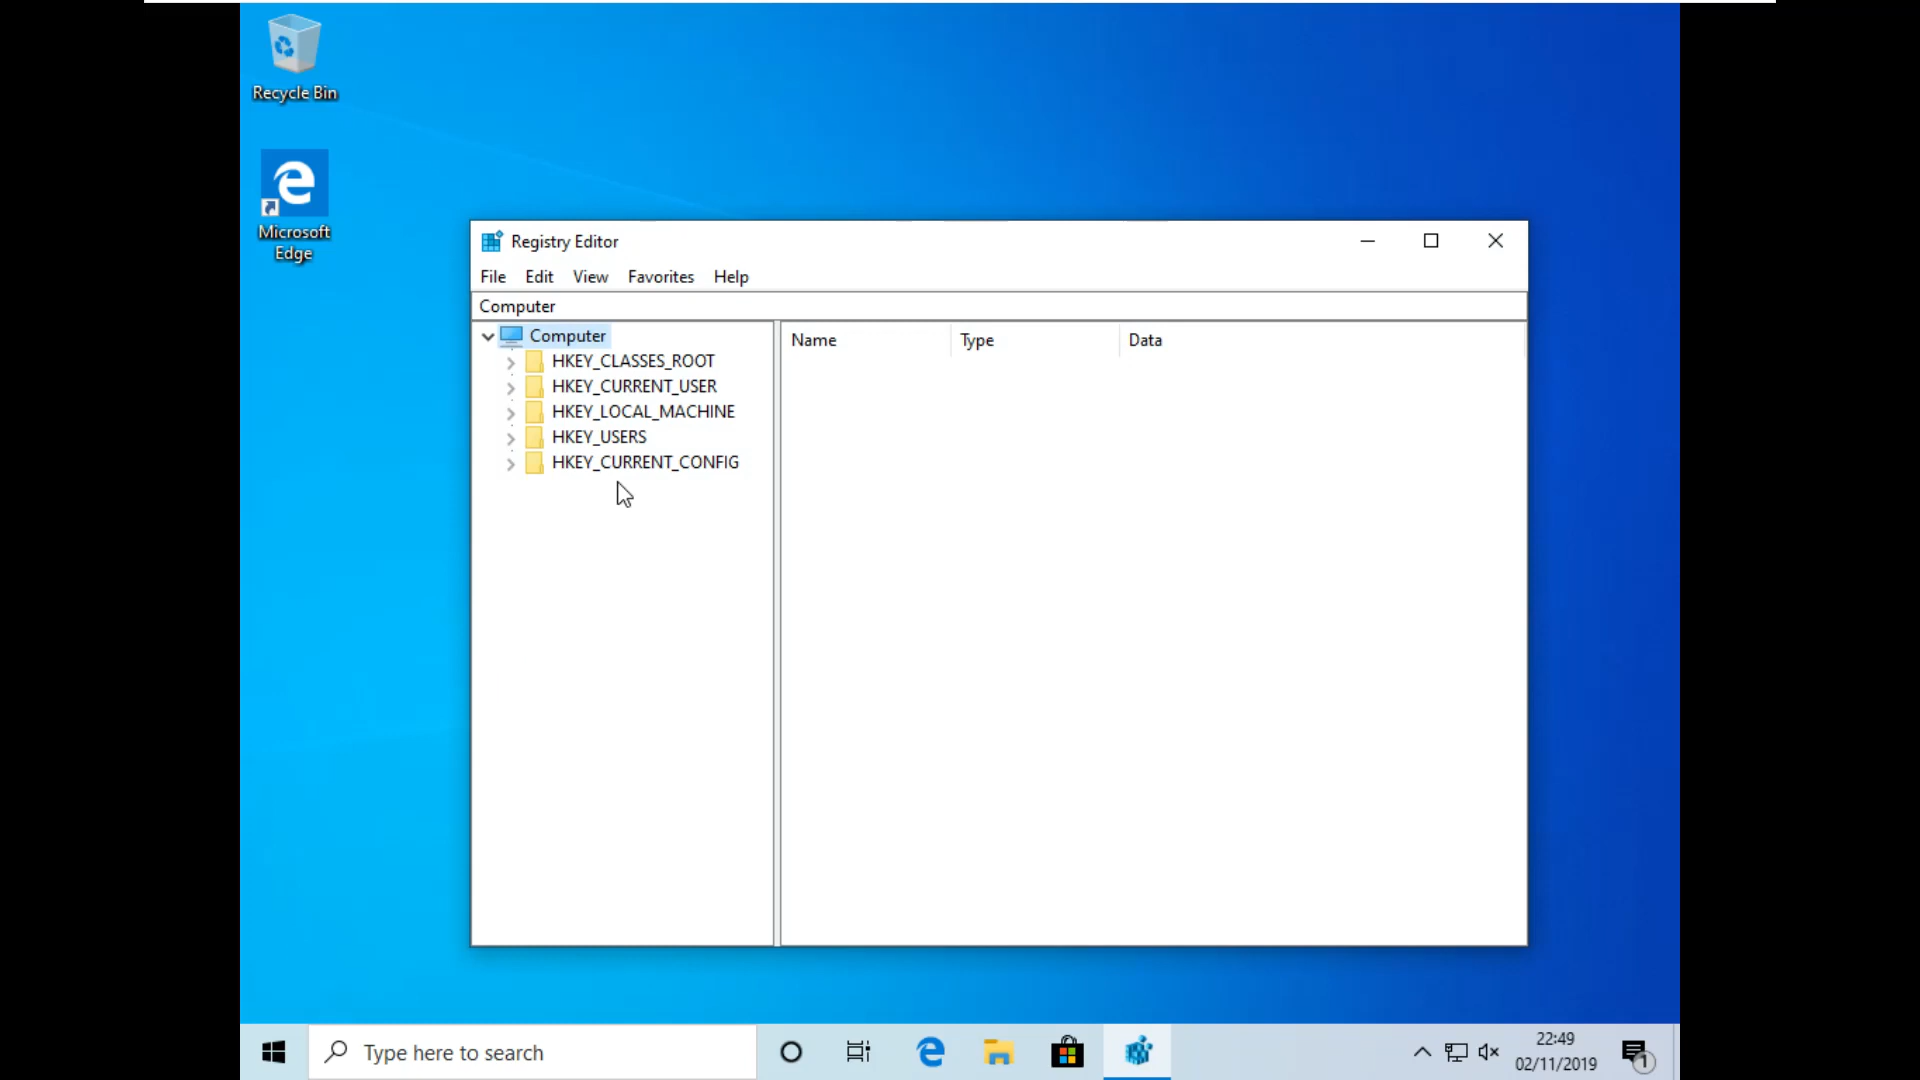 Recycle Bin
Microsoft
Edge
Registry Editor
File Edit View Favorites Help
Computer
Computer
HKEY_CLASSES_ROOT
HKEY_CURRENT_USER
HKEY_LOCAL_MACHINE
HKEY_USERS
HKEY_CURRENT_CONFIG
Name Type Data
Type here to search
22:49
02/11/2019
1